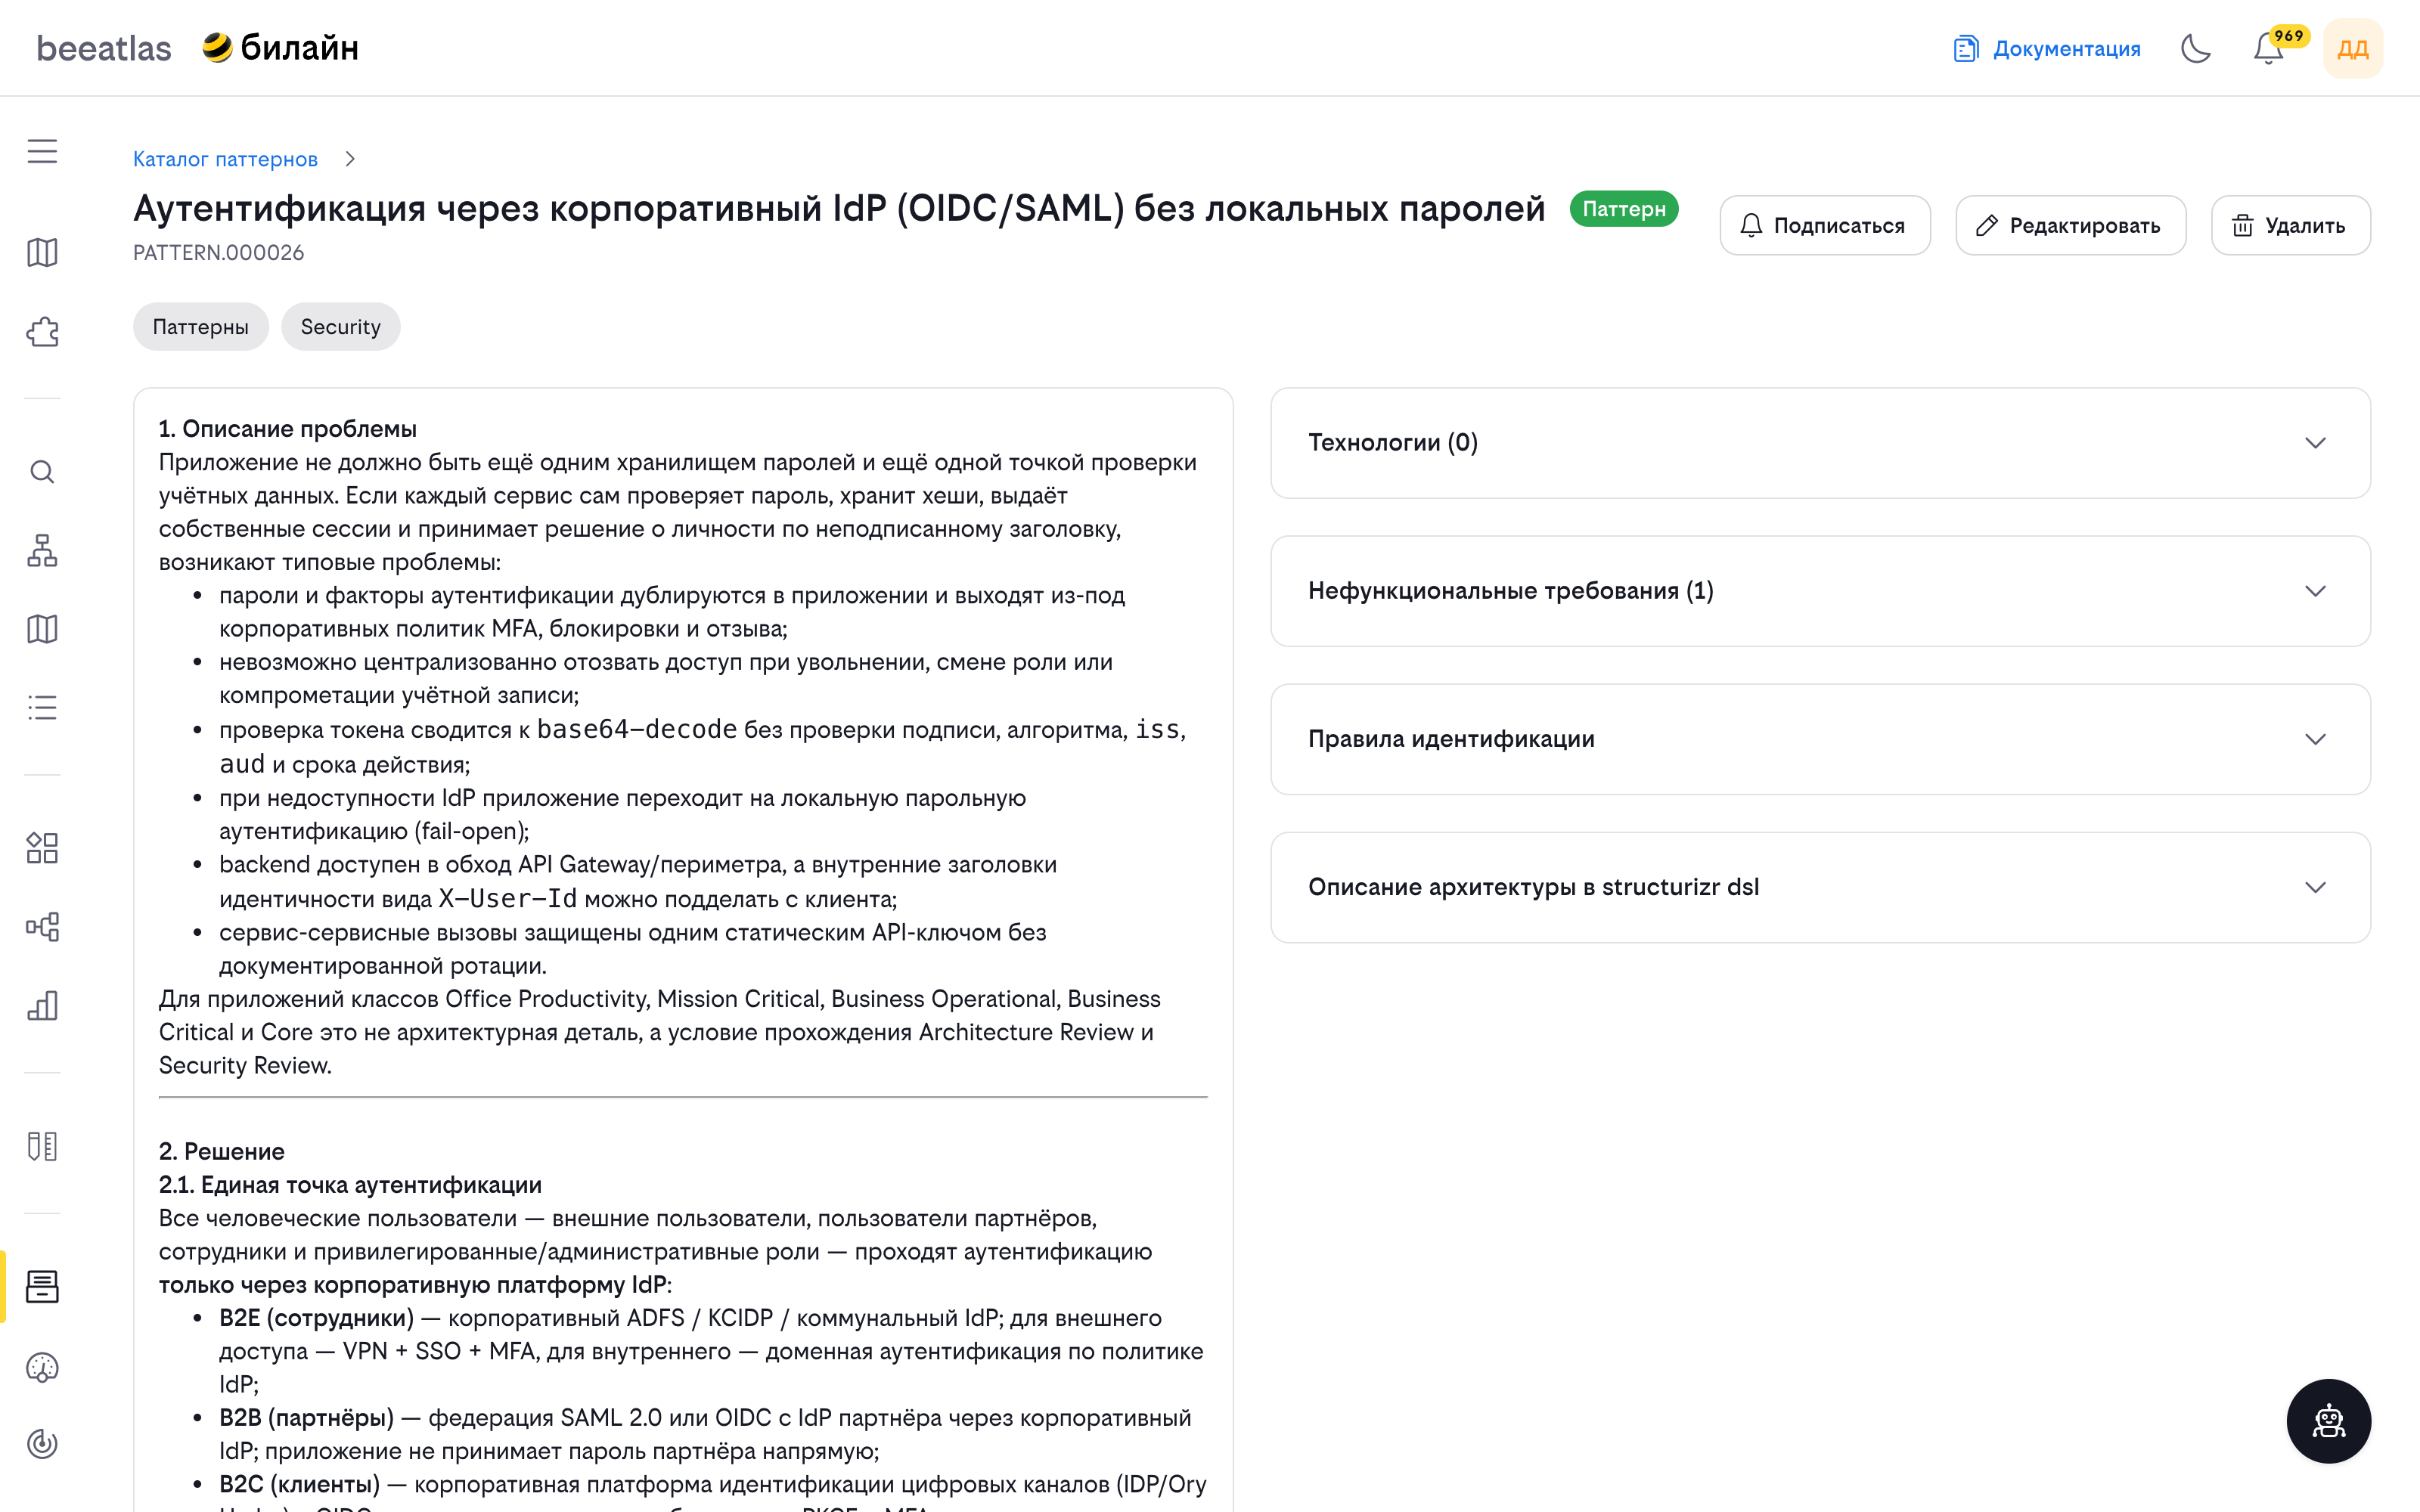 beeatlas билайн
Документация
969
ДД
Каталог паттернов
Аутентификация через корпоративный IdP (OIDC/SAML) без локальных паролей
Паттерн
PATTERN.000026
Подписаться
Редактировать
Удалить
Паттерны
Security
1. Описание проблемы
Приложение не должно быть ещё одним хранилищем паролей и ещё одной точкой проверки
учётных данных. Если каждый сервис сам проверяет пароль, хранит хеши, выдаёт
собственные сессии и принимает решение о личности по неподписанному заголовку,
возникают типовые проблемы:
• пароли и факторы аутентификации дублируются в приложении и выходят из-под
корпоративных политик MFA, блокировки и отзыва;
• невозможно централизованно отозвать доступ при увольнении, смене роли или
компрометации учётной записи;
• проверка токена сводится к base64-decode без проверки подписи, алгоритма, iss,
aud и срока действия;
• при недоступности IdP приложение переходит на локальную парольную
аутентификацию (fail-open);
• backend доступен в обход API Gateway/периметра, а внутренние заголовки
идентичности вида X-User-Id можно подделать с клиента;
• сервис-сервисные вызовы защищены одним статическим API-ключом без
документированной ротации.
Для приложений классов Office Productivity, Mission Critical, Business Operational, Business
Critical и Core это не архитектурная деталь, а условие прохождения Architecture Review и
Security Review.
2. Решение
2.1. Единая точка аутентификации
Все человеческие пользователи — внешние пользователи, пользователи партнёров,
сотрудники и привилегированные/административные роли — проходят аутентификацию
только через корпоративную платформу IdP:
• B2E (сотрудники) — корпоративный ADFS / KCIDP / коммунальный IdP; для внешнего
доступа — VPN + SSO + MFA, для внутреннего — доменная аутентификация по политике
IdP;
• B2B (партнёры) — федерация SAML 2.0 или OIDC с IdP партнёра через корпоративный
IdP; приложение не принимает пароль партнёра напрямую;
• B2C (клиенты) — корпоративная платформа идентификации цифровых каналов (IDP/Ory
Технологии (0)
Нефункциональные требования (1)
Правила идентификации
Описание архитектуры в structurizr dsl